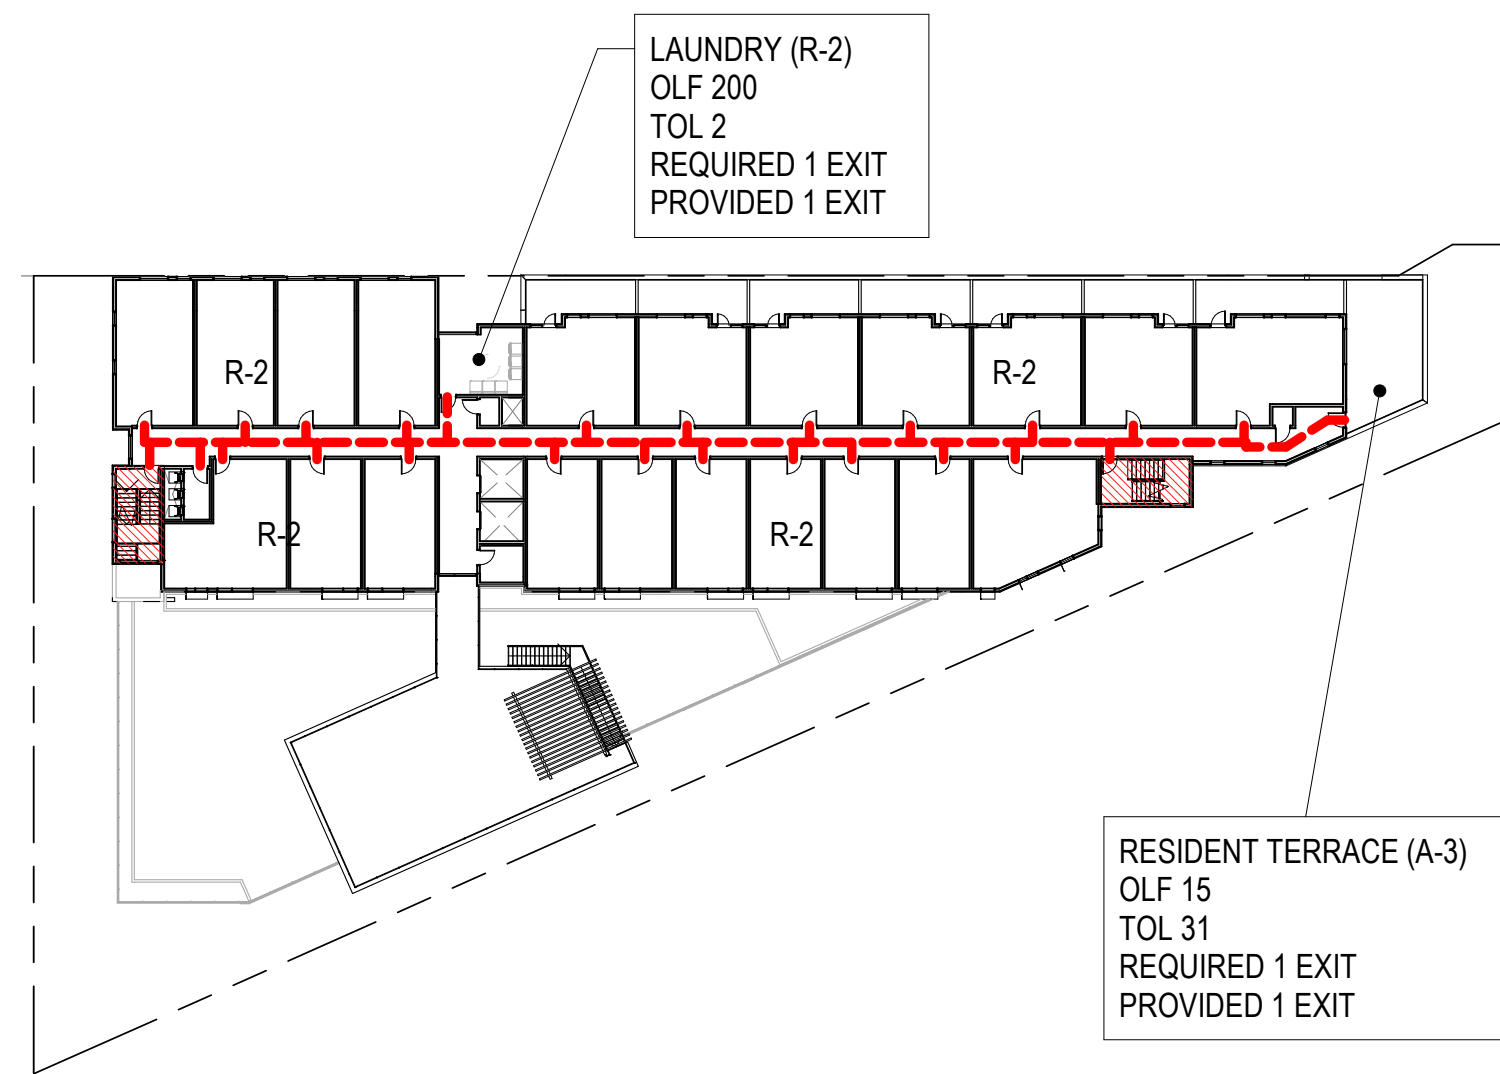 LAUNDRY (R-2)
OLF 200
TOL 2
REQUIRED 1 EXIT
PROVIDED 1 EXIT
R-2
R-2
R-2
R-2
RESIDENT TERRACE (A-3)
OLF 15
TOL 31
REQUIRED 1 EXIT
PROVIDED 1 EXIT